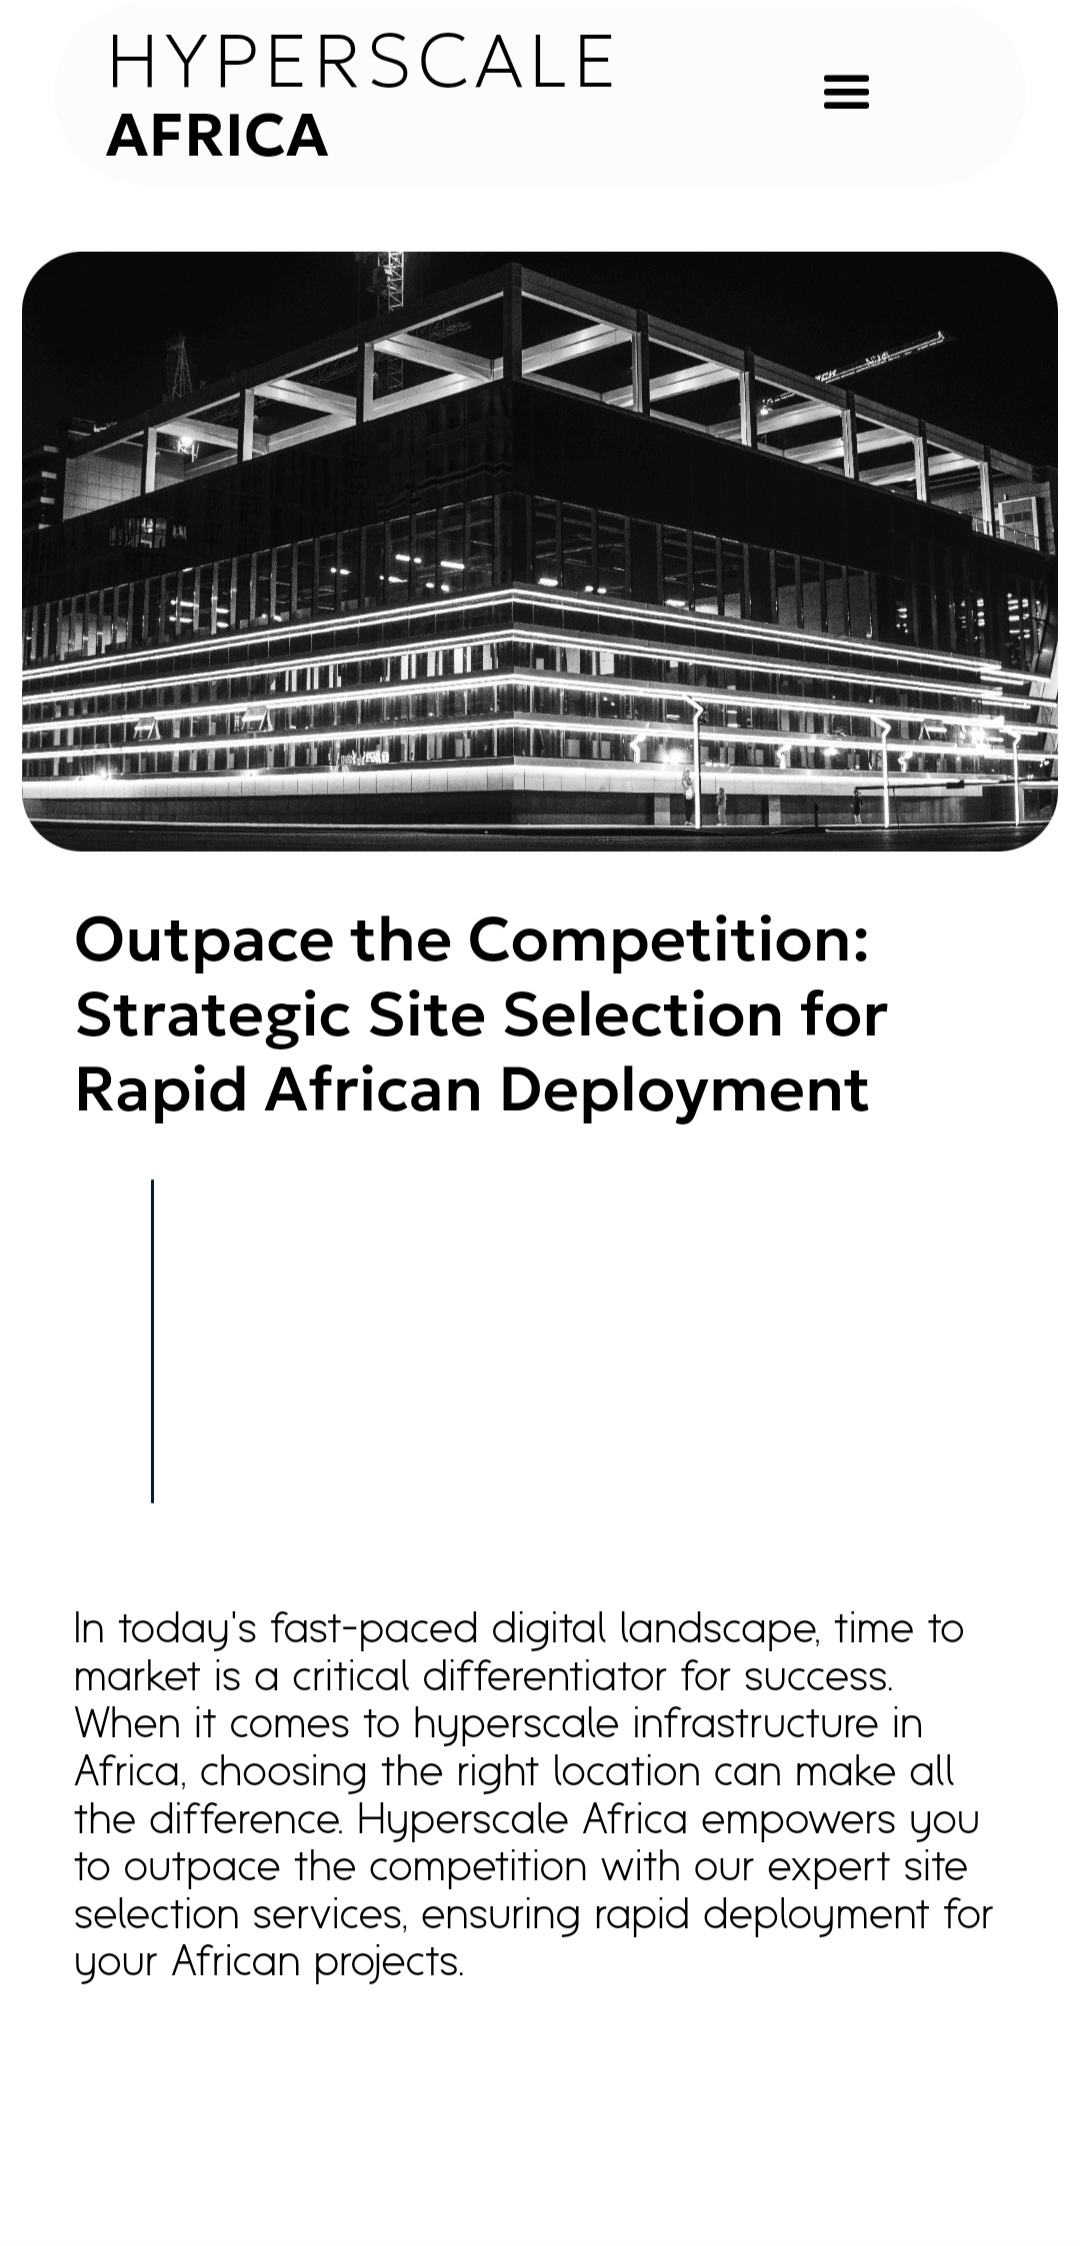 HYPERSCALE
AFRICA
Outpace the Competition:
Strategic Site Selection for
Rapid African Deployment
In today's fast-paced digital landscape, time to
market is a critical differentiator for success.
When it comes to hyperscale infrastructure in
Africa, choosing the right location can make all
the difference. Hyperscale Africa empowers you
to outpace the competition with our expert site
selection services, ensuring rapid deployment for
your African projects.